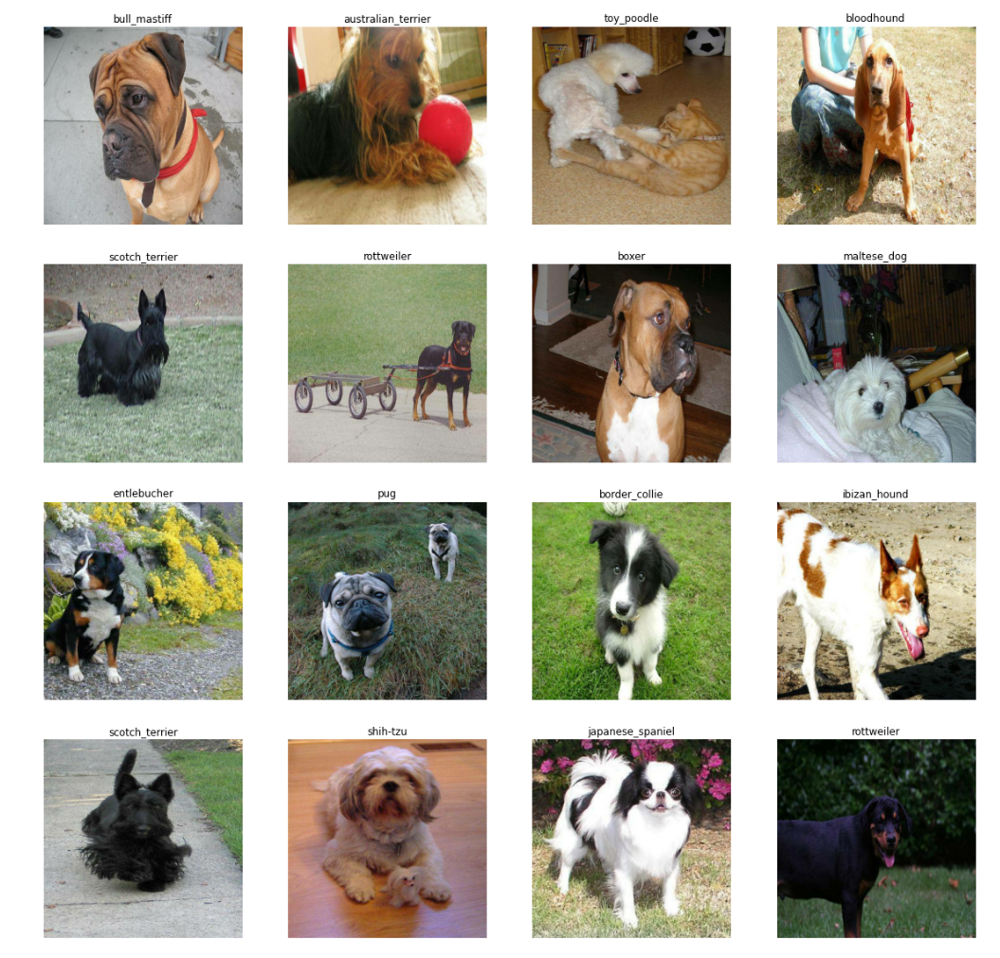 bull_mastiff
australian_terrier
toy_poodle
bloodhound
scotch_terrier
rottweiler
boxer
maltese_dog
entlebucher
pug
border_collie
ibizan_hound
scotch_terrier
shih-tzu
japanese_spaniel
rottweiler